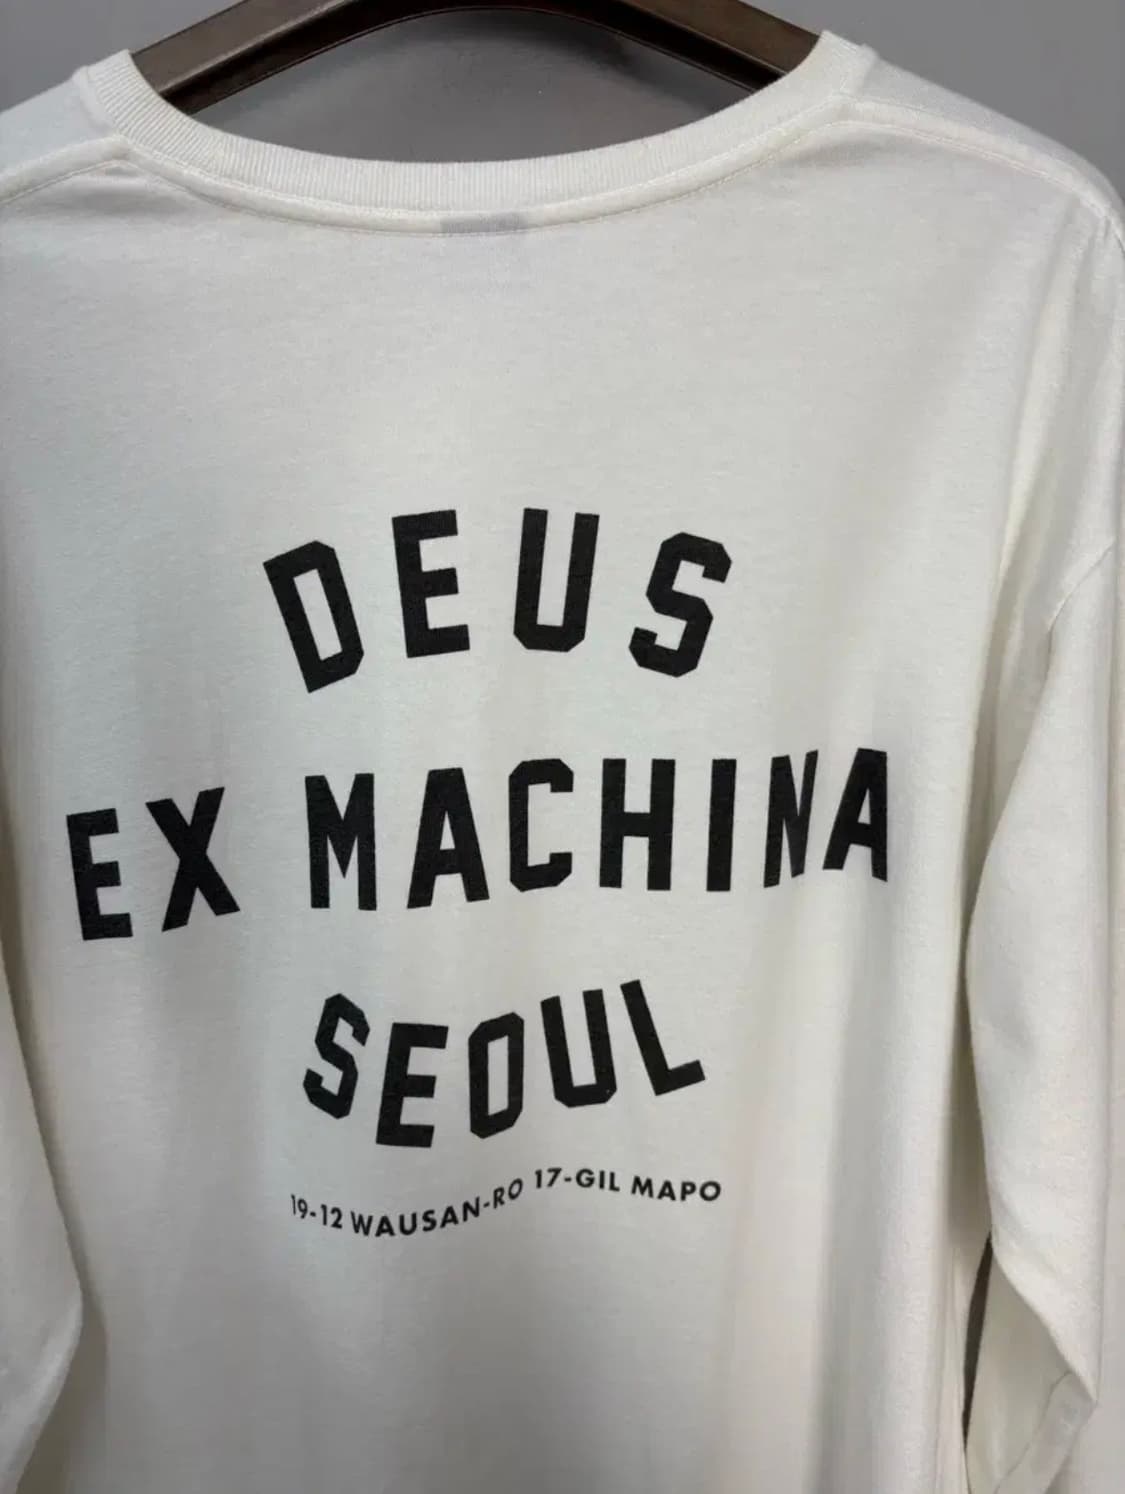 DEUS
EX MACHINA
SEOUL
19-12 WAUSAN-RO 17-GIL MAPO